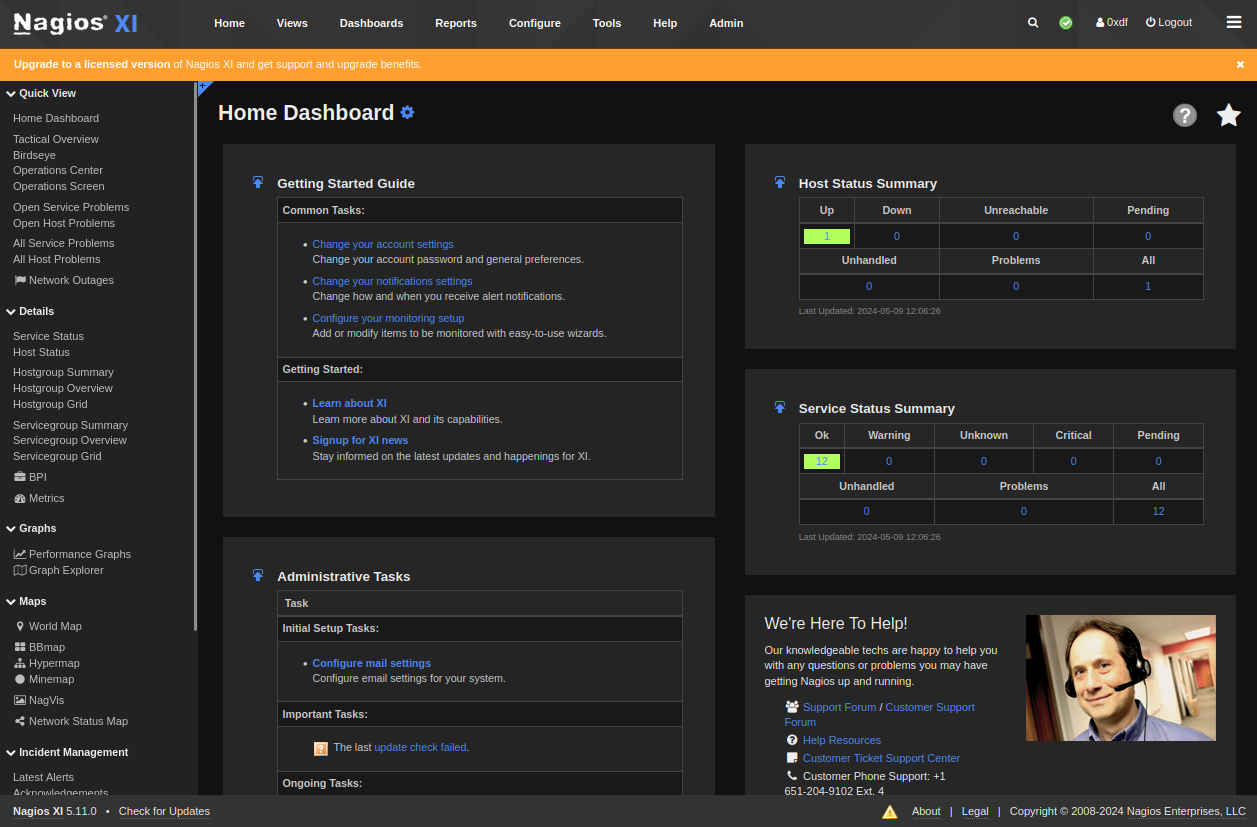 Nagios® XI
Home Views Dashboards Reports Configure Tools Help Admin
0xdf Logout
Upgrade to a licensed version of Nagios XI and get support and upgrade benefits.
Quick View
Home Dashboard
Tactical Overview
Birdseye
Operations Center
Operations Screen
Open Service Problems
Open Host Problems
All Service Problems
All Host Problems
Network Outages
Details
Service Status
Host Status
Hostgroup Summary
Hostgroup Overview
Hostgroup Grid
Servicegroup Summary
Servicegroup Overview
Servicegroup Grid
BPI
Metrics
Graphs
Performance Graphs
Graph Explorer
Maps
World Map
BBmap
Hypermap
Minemap
NagVis
Network Status Map
Incident Management
Latest Alerts
Acknowledgements
Home Dashboard
Getting Started Guide
Common Tasks:
• Change your account settings
Change your account password and general preferences.
• Change your notifications settings
Change how and when you receive alert notifications.
• Configure your monitoring setup
Add or modify items to be monitored with easy-to-use wizards.
Getting Started:
• Learn about XI
Learn more about XI and its capabilities.
• Signup for XI news
Stay informed on the latest updates and happenings for XI.
Administrative Tasks
Task
Initial Setup Tasks:
• Configure mail settings
Configure email settings for your system.
Important Tasks:
The last update check failed.
Ongoing Tasks:
Host Status Summary
Up Down Unreachable Pending
1 0 0 0
Unhandled Problems All
0 0 1
Last Updated: 2024-05-09 12:06:26
Service Status Summary
Ok Warning Unknown Critical Pending
12 0 0 0 0
Unhandled Problems All
0 0 12
Last Updated: 2024-05-09 12:06:26
We're Here To Help!
Our knowledgeable techs are happy to help you
with any questions or problems you may have
getting Nagios up and running.
Support Forum / Customer Support
Forum
Help Resources
Customer Ticket Support Center
Customer Phone Support: +1
651-204-9102 Ext. 4
Nagios XI 5.11.0 • Check for Updates
About | Legal | Copyright © 2008-2024 Nagios Enterprises, LLC